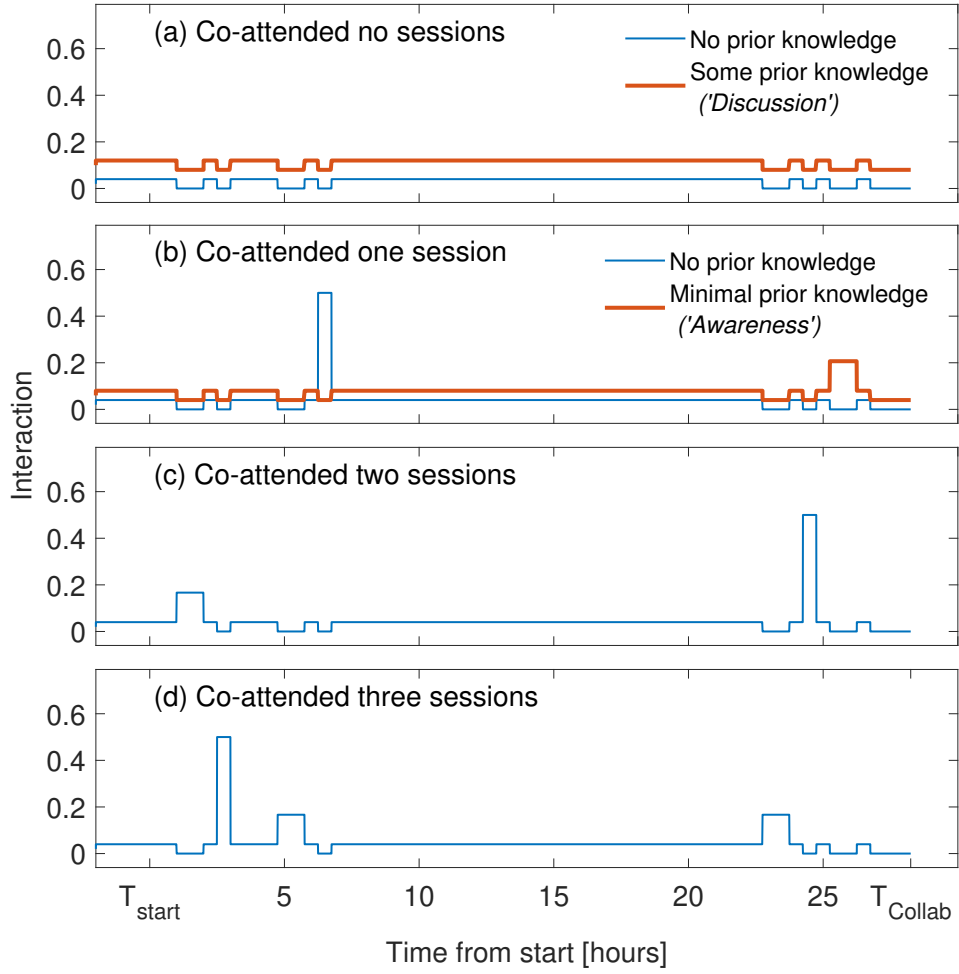 (a) Co-attended no sessions
No prior knowledge
Some prior knowledge
('Discussion')
0.6
0.4
0.2
0
(b) Co-attended one session
No prior knowledge
Minimal prior knowledge
('Awareness')
0.6
0.4
0.2
0
Interaction
(c) Co-attended two sessions
0.6
0.4
0.2
0
(d) Co-attended three sessions
0.6
0.4
0.2
0
T_start 5 10 15 20 25 T_Collab
Time from start [hours]